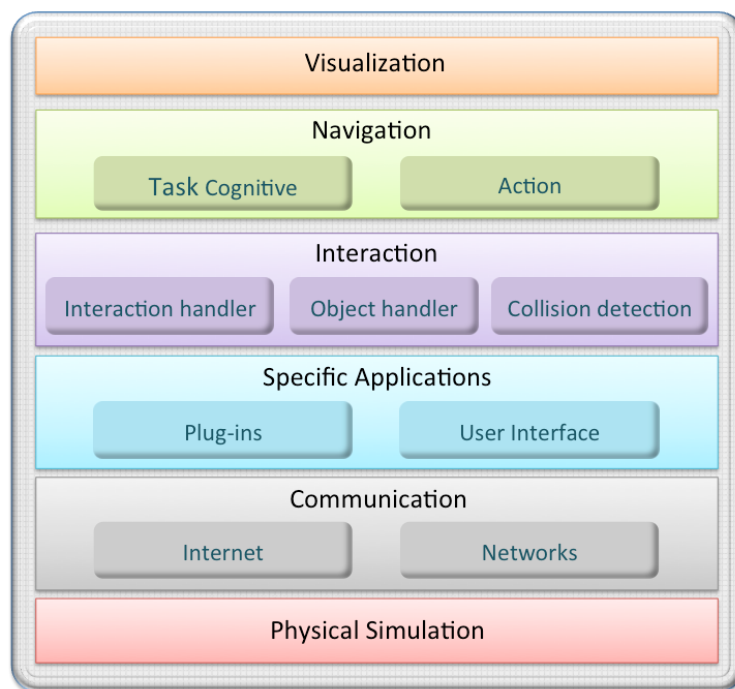 Visualization
Navigation
Task Cognitive
Action
Interaction
Interaction handler
Object handler
Collision detection
Specific Applications
Plug-ins
User Interface
Communication
Internet
Networks
Physical Simulation